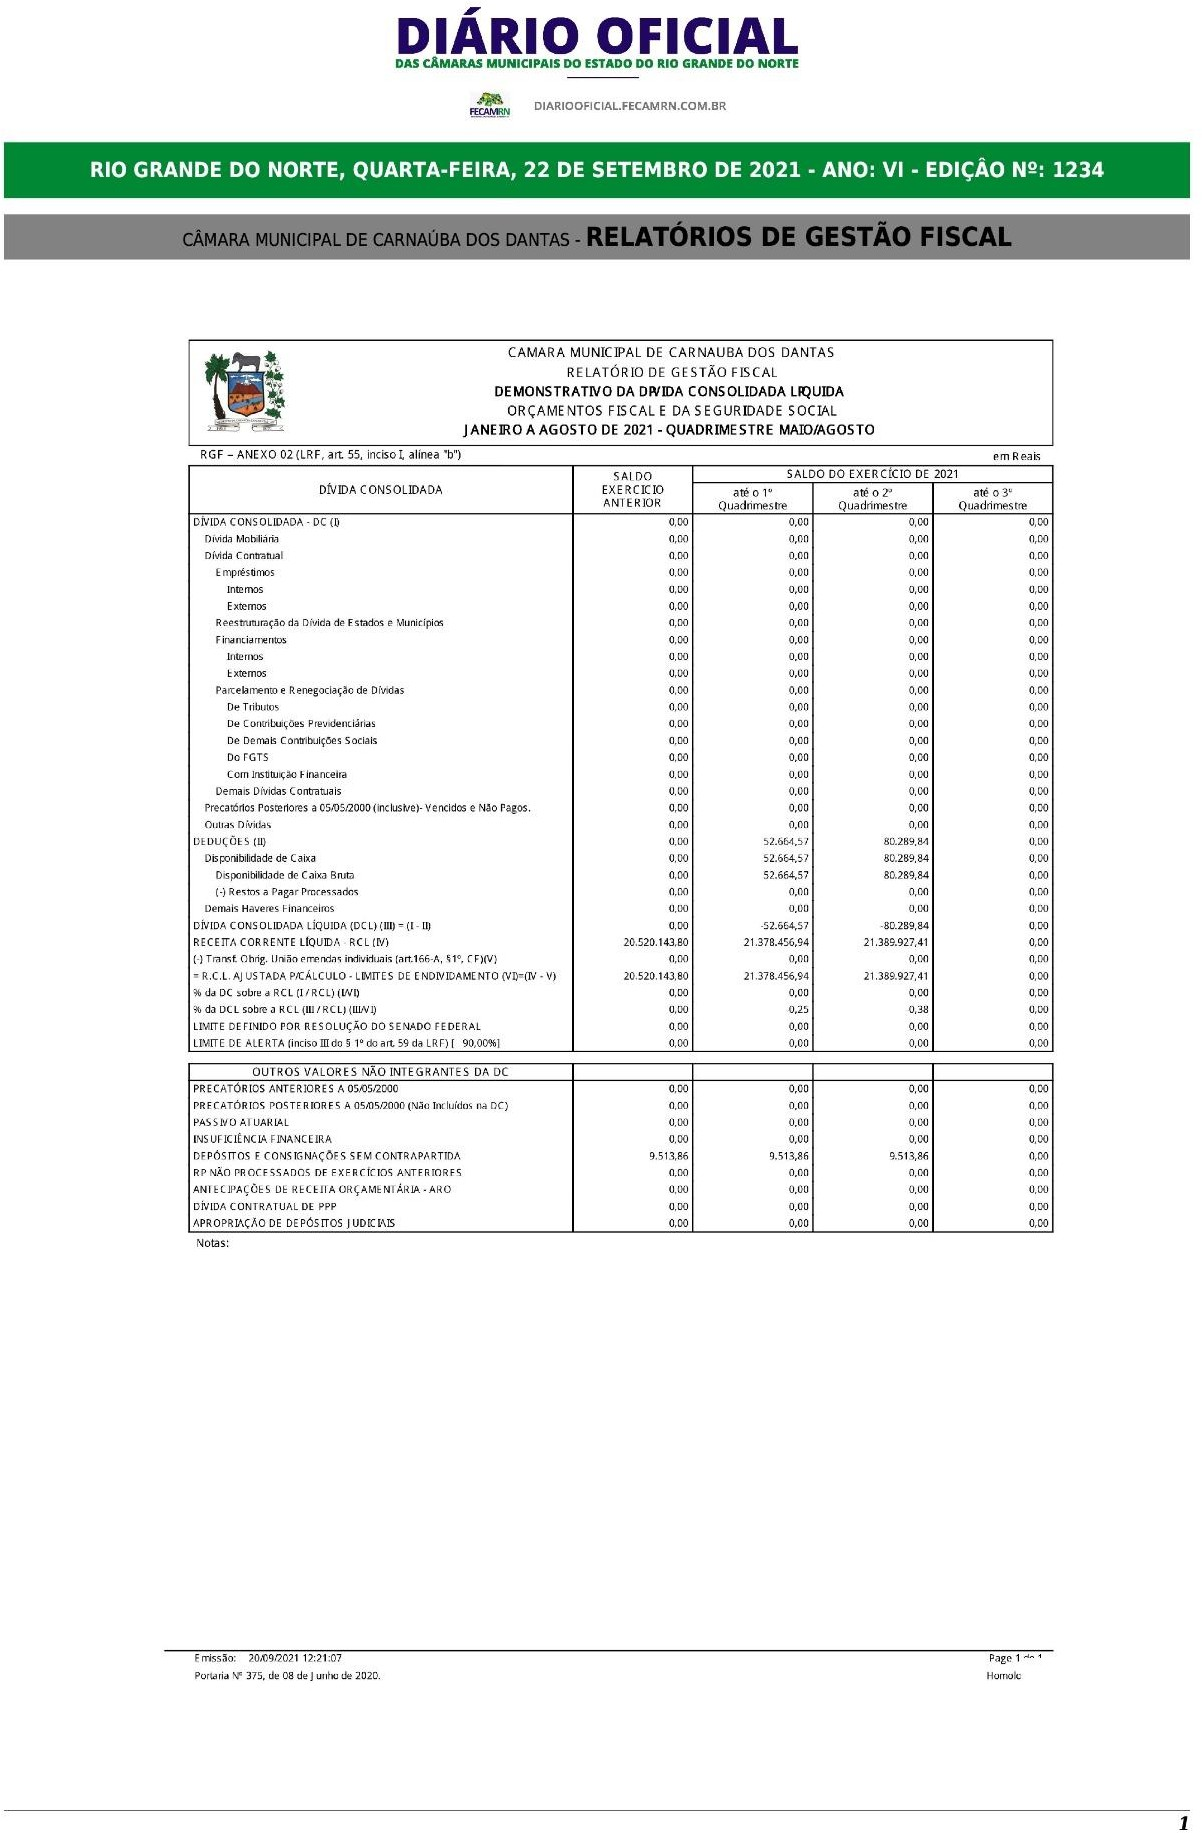 DIÁRIO OFICIAL
DAS CÂMARAS MUNICIPAIS DO ESTADO DO RIO GRANDE DO NORTE
FECAMRN DIARIOOFICIAL.FECAMRN.COM.BR
RIO GRANDE DO NORTE, QUARTA-FEIRA, 22 DE SETEMBRO DE 2021 - ANO: VI - EDIÇÃO Nº: 1234
CÂMARA MUNICIPAL DE CARNAÚBA DOS DANTAS - RELATÓRIOS DE GESTÃO FISCAL
CAMARA MUNICIPAL DE CARNAUBA DOS DANTAS
RELATÓRIO DE GESTÃO FISCAL
DEMONSTRATIVO DA DÍVIDA CONSOLIDADA LÍQUIDA
ORÇAMENTOS FISCAL E DA SEGURIDADE SOCIAL
JANEIRO A AGOSTO DE 2021 - QUADRIMESTRE MAIO/AGOSTO
RGF – ANEXO 02 (LRF, art. 55, inciso I, alínea "b") em Reais
DÍVIDA CONSOLIDADA SALDO EXERCICIO ANTERIOR SALDO DO EXERCÍCIO DE 2021
até o 1º Quadrimestre até o 2º Quadrimestre até o 3º Quadrimestre
DÍVIDA CONSOLIDADA - DC (I) 0,00 0,00 0,00 0,00
Dívida Mobiliária 0,00 0,00 0,00 0,00
Dívida Contratual 0,00 0,00 0,00 0,00
Empréstimos 0,00 0,00 0,00 0,00
Internos 0,00 0,00 0,00 0,00
Externos 0,00 0,00 0,00 0,00
Reestruturação da Dívida de Estados e Municípios 0,00 0,00 0,00 0,00
Financiamentos 0,00 0,00 0,00 0,00
Internos 0,00 0,00 0,00 0,00
Externos 0,00 0,00 0,00 0,00
Parcelamento e Renegociação de Dívidas 0,00 0,00 0,00 0,00
De Tributos 0,00 0,00 0,00 0,00
De Contribuições Previdenciárias 0,00 0,00 0,00 0,00
De Demais Contribuições Sociais 0,00 0,00 0,00 0,00
Do FGTS 0,00 0,00 0,00 0,00
Com Instituição Financeira 0,00 0,00 0,00 0,00
Demais Dívidas Contratuais 0,00 0,00 0,00 0,00
Precatórios Posteriores a 05/05/2000 (inclusive)- Vencidos e Não Pagos. 0,00 0,00 0,00 0,00
Outras Dívidas 0,00 0,00 0,00 0,00
DEDUÇÕES (II) 0,00 52.664,57 80.289,84 0,00
Disponibilidade de Caixa 0,00 52.664,57 80.289,84 0,00
Disponibilidade de Caixa Bruta 0,00 52.664,57 80.289,84 0,00
(-) Restos a Pagar Processados 0,00 0,00 0,00 0,00
Demais Haveres Financeiros 0,00 0,00 0,00 0,00
DÍVIDA CONSOLIDADA LÍQUIDA (DCL) (III) = (I - II) 0,00 -52.664,57 -80.289,84 0,00
RECEITA CORRENTE LÍQUIDA - RCL (IV) 20.520.143,80 21.378.456,94 21.389.927,41 0,00
(-) Transf. Obrig. União emendas individuais (art.166-A, §1º, CF)(V) 0,00 0,00 0,00 0,00
= R.C.L. AJUSTADA P/CÁLCULO - LIMITES DE ENDIVIDAMENTO (VI)=(IV - V) 20.520.143,80 21.378.456,94 21.389.927,41 0,00
% da DC sobre a RCL (I / RCL) (I/VI) 0,00 0,00 0,00 0,00
% da DCL sobre a RCL (III / RCL) (III/VI) 0,00 -0,25 -0,38 0,00
LIMITE DEFINIDO POR RESOLUÇÃO DO SENADO FEDERAL 0,00 0,00 0,00 0,00
LIMITE DE ALERTA (inciso III do § 1º do art. 59 da LRF) [ 90,00%] 0,00 0,00 0,00 0,00
OUTROS VALORES NÃO INTEGRANTES DA DC
PRECATÓRIOS ANTERIORES A 05/05/2000 0,00 0,00 0,00 0,00
PRECATÓRIOS POSTERIORES A 05/05/2000 (Não Incluídos na DC) 0,00 0,00 0,00 0,00
PASSIVO ATUARIAL 0,00 0,00 0,00 0,00
INSUFICIÊNCIA FINANCEIRA 0,00 0,00 0,00 0,00
DEPÓSITOS E CONSIGNAÇÕES SEM CONTRAPARTIDA 9.513,86 9.513,86 9.513,86 0,00
RP NÃO PROCESSADOS DE EXERCÍCIOS ANTERIORES 0,00 0,00 0,00 0,00
ANTECIPAÇÕES DE RECEITA ORÇAMENTÁRIA - ARO 0,00 0,00 0,00 0,00
DÍVIDA CONTRATUAL DE PPP 0,00 0,00 0,00 0,00
APROPRIAÇÃO DE DEPÓSITOS JUDICIAIS 0,00 0,00 0,00 0,00
Notas:
Emissão: 20/09/2021 12:21:07 Page 1
Portaria Nº 375, de 08 de Junho de 2020. Homolo
1